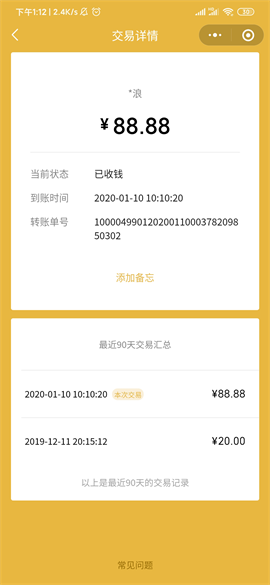 下午1:12 | 2.4K/s
30
交易详情
*浪
¥88.88
当前状态 已收钱
到账时间 2020-01-10 10:10:20
转账单号 100004990120200110003782098
50302
添加备忘
最近90天交易汇总
2020-01-10 10:10:20 本次交易 ¥88.88
2019-12-11 20:15:12 ¥20.00
以上是最近90天的交易记录
常见问题